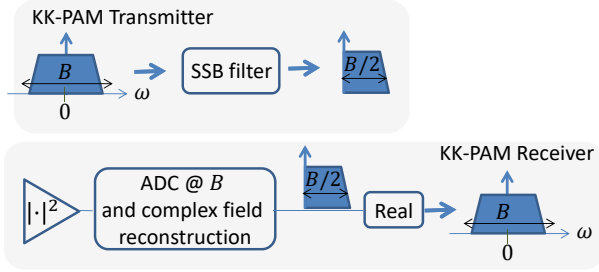 KK-PAM Transmitter
B
ω
0
SSB filter
B/2
KK-PAM Receiver
|·|²
ADC @ B
and complex field
reconstruction
B/2
Real
B
ω
0